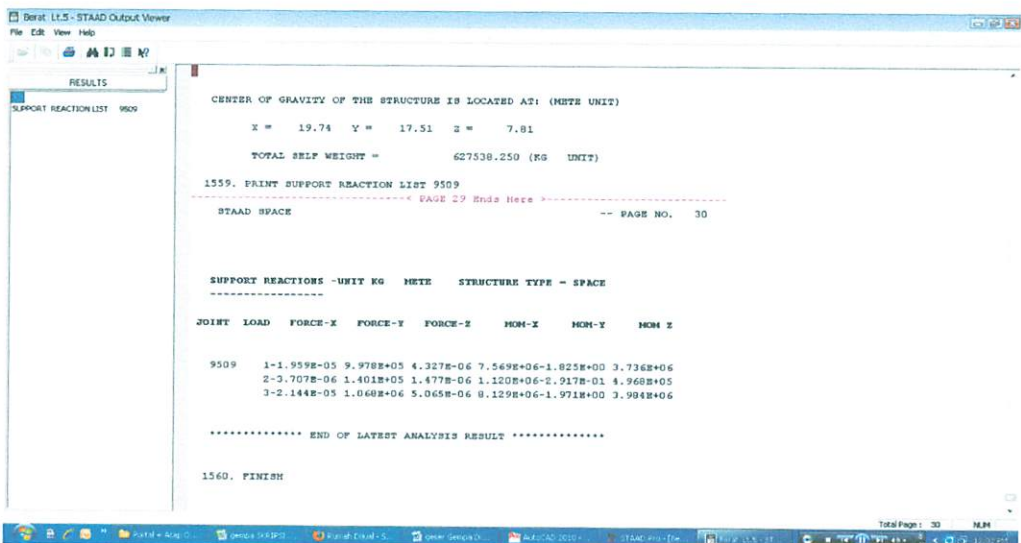 Berat Lt.5 - STAAD Output Viewer
File Edit View Help
RESULTS
SUPPORT REACTION LIST 9509
CENTER OF GRAVITY OF THE STRUCTURE IS LOCATED AT: (METE UNIT)
X = 19.74 Y = 17.51 Z = 7.81
TOTAL SELF WEIGHT = 627538.250 (KG UNIT)
1559. PRINT SUPPORT REACTION LIST 9509
< PAGE 29 Ends Here >
STAAD SPACE -- PAGE NO. 30
SUPPORT REACTIONS -UNIT KG METE STRUCTURE TYPE = SPACE
-----------------
JOINT LOAD FORCE-X FORCE-Y FORCE-Z MOM-X MOM-Y MOM Z
9509 1-1.959E-05 9.978E+05 4.327E-06 7.569E+06-1.825E+00 3.736E+06
2-3.707E-06 1.401E+05 1.477E-06 1.120E+06-2.917E-01 4.968E+05
3-2.144E-05 1.068E+06 5.065E-06 8.129E+06-1.971E+00 3.984E+06
************** END OF LATEST ANALYSIS RESULT **************
1560. FINISH
Total Page : 30 NUM
AutoCAD 2010 -